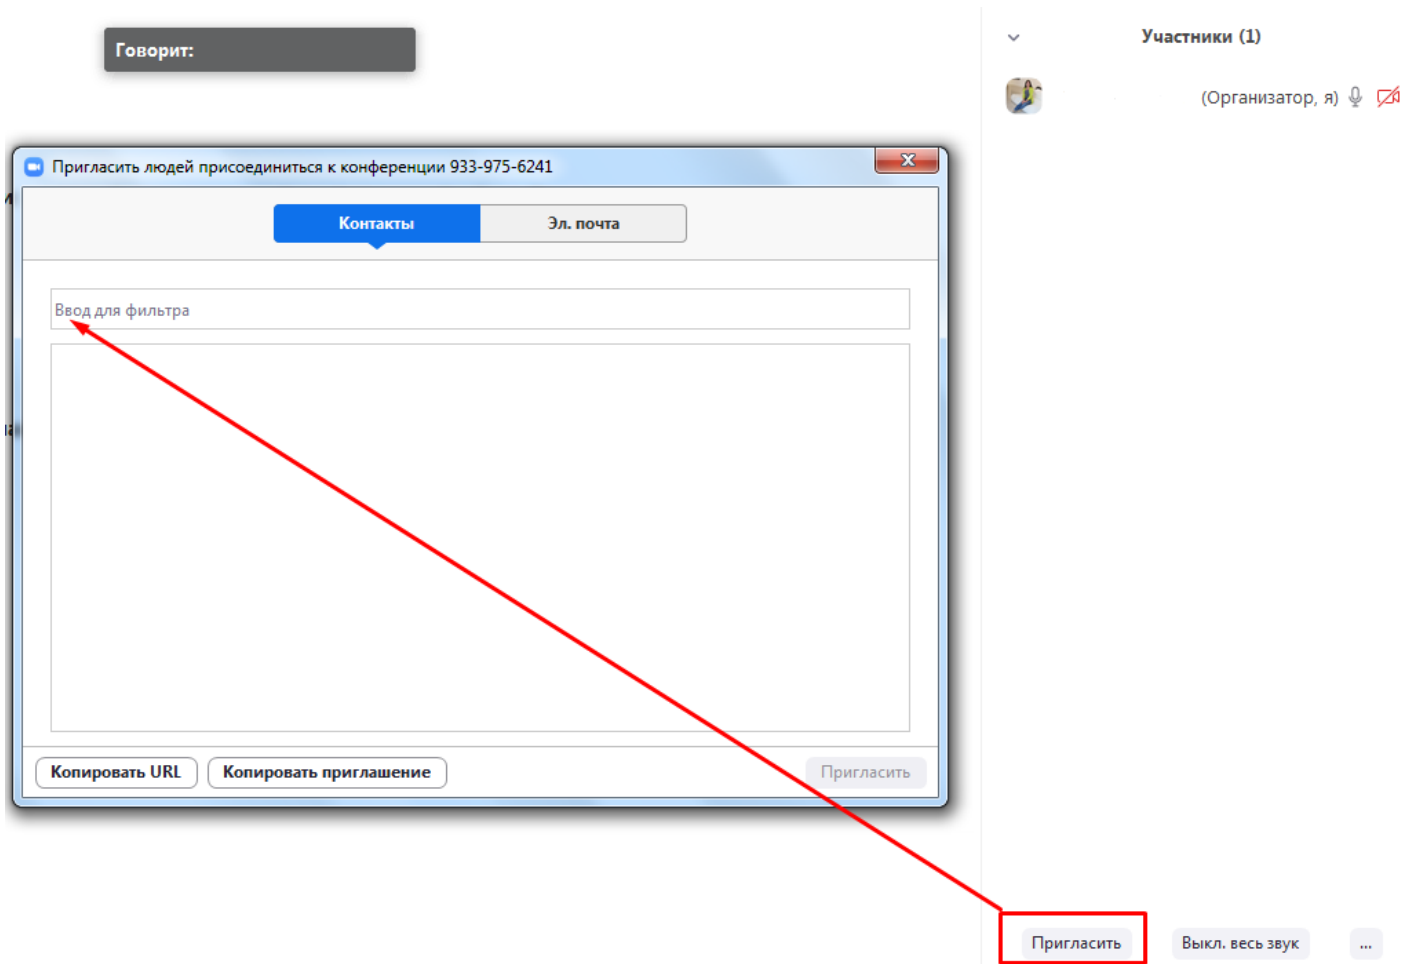 Говорит:
Участники (1)
(Организатор, я)
Пригласить людей присоединиться к конференции 933-975-6241
Контакты
Эл. почта
Ввод для фильтра
Копировать URL
Копировать приглашение
Пригласить
Пригласить
Выкл. весь звук
...